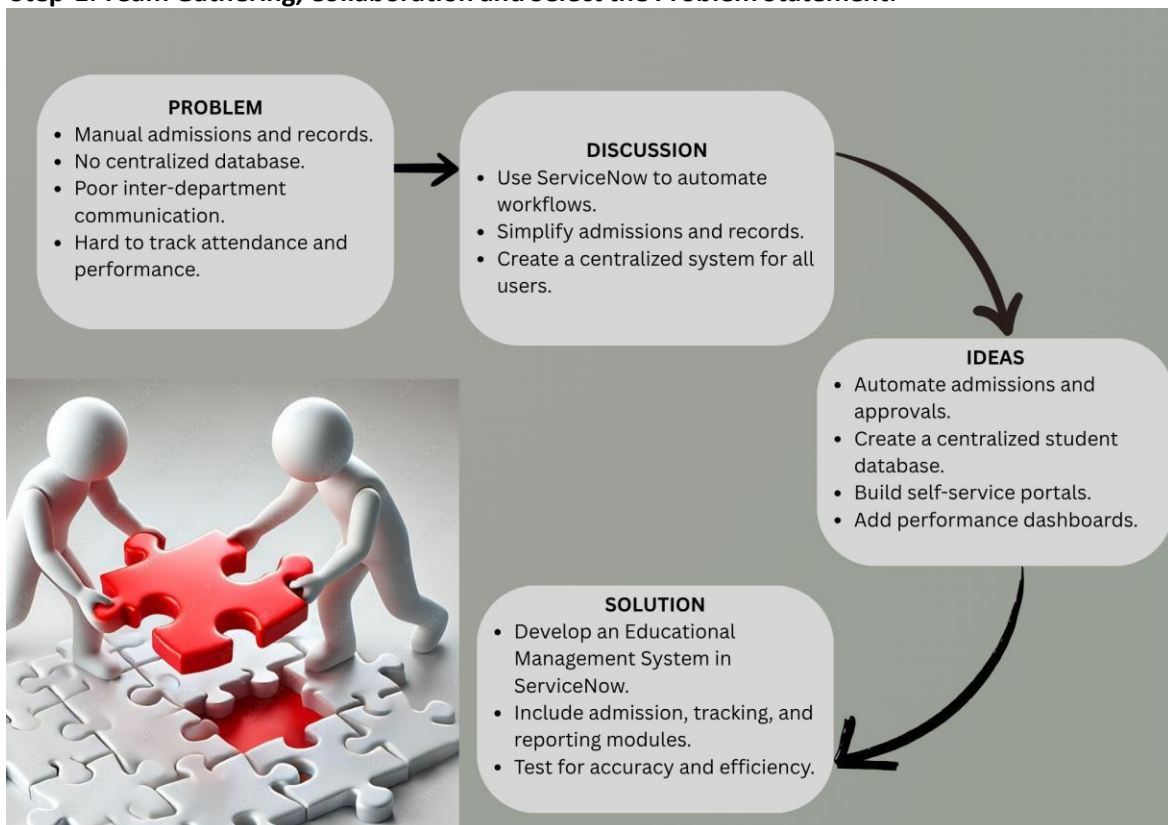 PROBLEM
• Manual admissions and records.
• No centralized database.
• Poor inter-department
communication.
• Hard to track attendance and
performance.
DISCUSSION
• Use ServiceNow to automate
workflows.
• Simplify admissions and records.
• Create a centralized system for all
users.
IDEAS
• Automate admissions and
approvals.
• Create a centralized student
database.
• Build self-service portals.
• Add performance dashboards.
SOLUTION
• Develop an Educational
Management System in
ServiceNow.
• Include admission, tracking, and
reporting modules.
• Test for accuracy and efficiency.